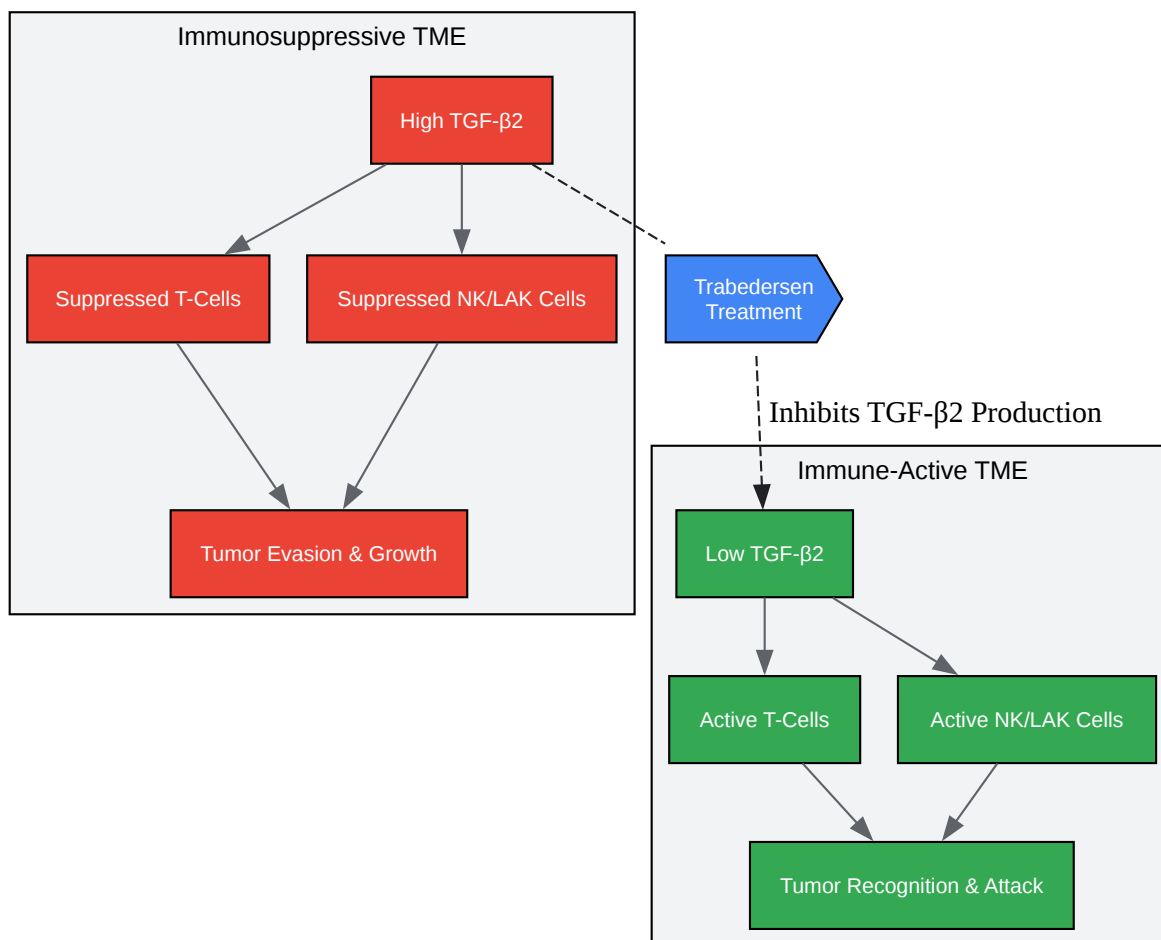 Immunosuppressive TME
High TGF-β2
Suppressed T-Cells
Suppressed NK/LAK Cells
Tumor Evasion & Growth
Trabedersen
Treatment
Inhibits TGF-β2 Production
Immune-Active TME
Low TGF-β2
Active T-Cells
Active NK/LAK Cells
Tumor Recognition & Attack